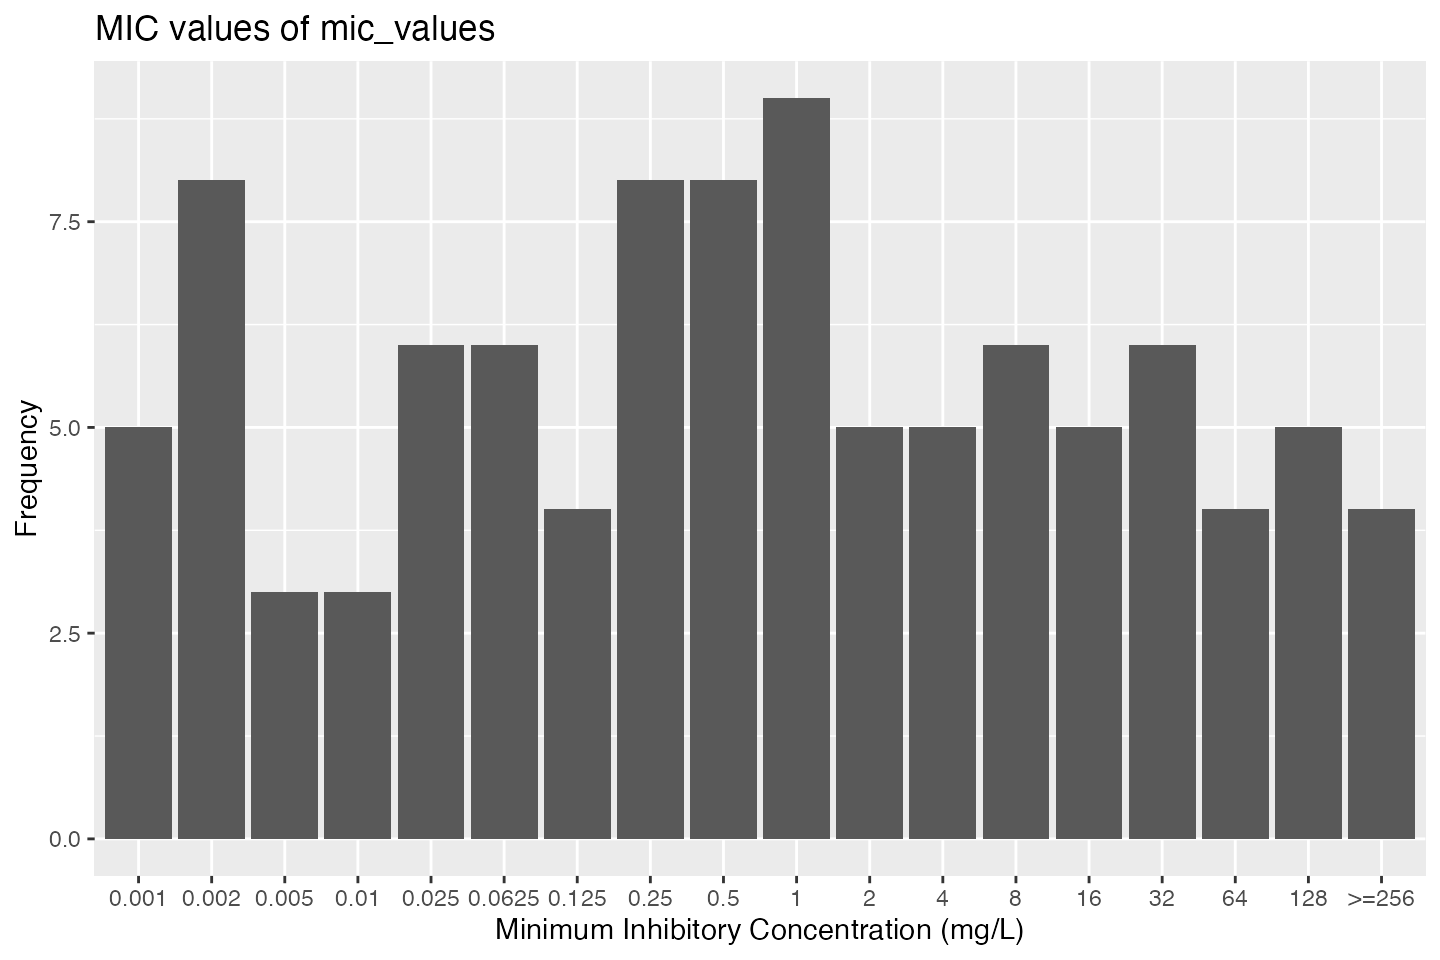 MIC values of mic_values
Frequency
7.5
5.0
2.5
0.0
0.001 0.002 0.005 0.01 0.025 0.0625 0.125 0.25 0.5 1 2 4 8 16 32 64 128 >=256
Minimum Inhibitory Concentration (mg/L)